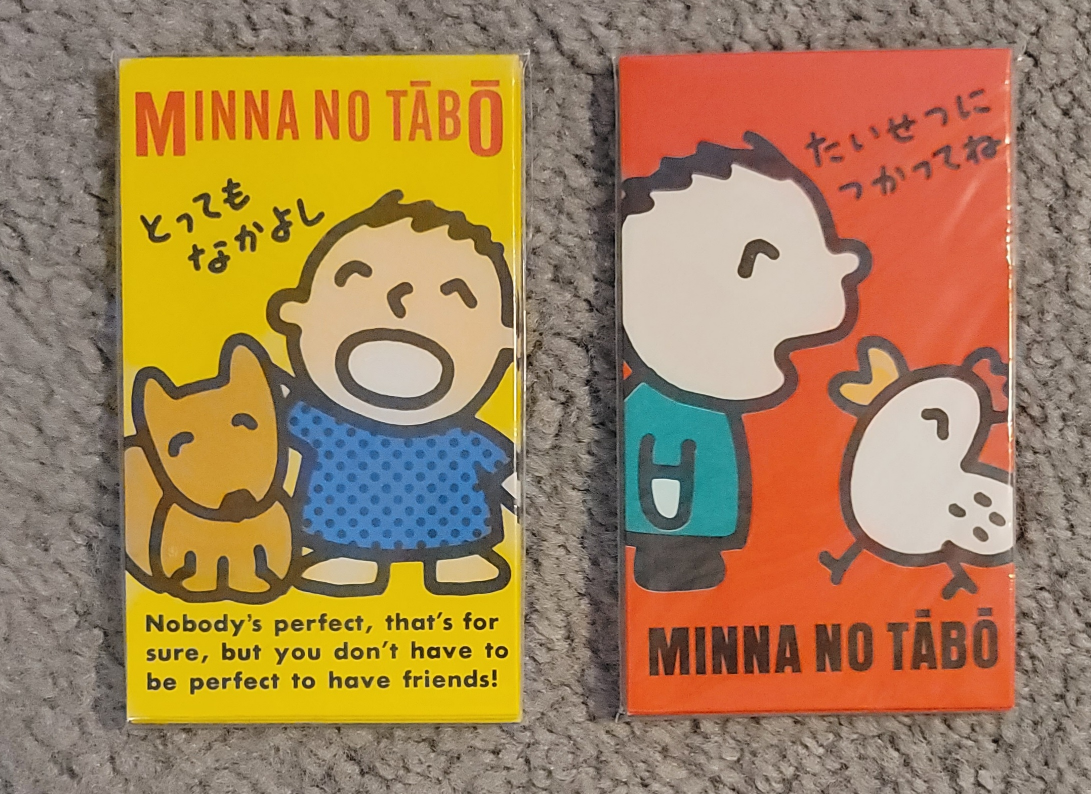 MINNA NO TĀBŌ
とっても
なかよし
Nobody's perfect, that's for
sure, but you don't have to
be perfect to have friends!
たいせつに
つかってね
MINNA NO TĀBŌ